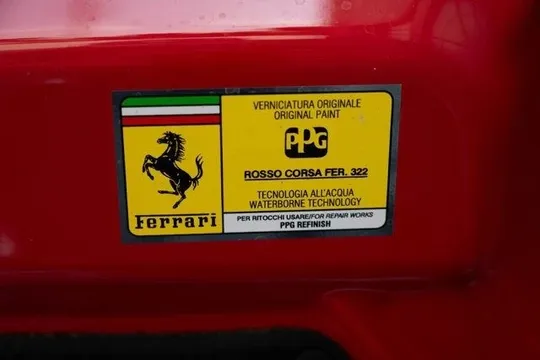 VERNICIATURA ORIGINALE
ORIGINAL PAINT
PPG
ROSSO CORSA FER. 322
TECNOLOGIA ALL'ACQUA
WATERBORNE TECHNOLOGY
Ferrari
PER RITOCCHI USARE/FOR REPAIR WORKS
PPG REFINISH